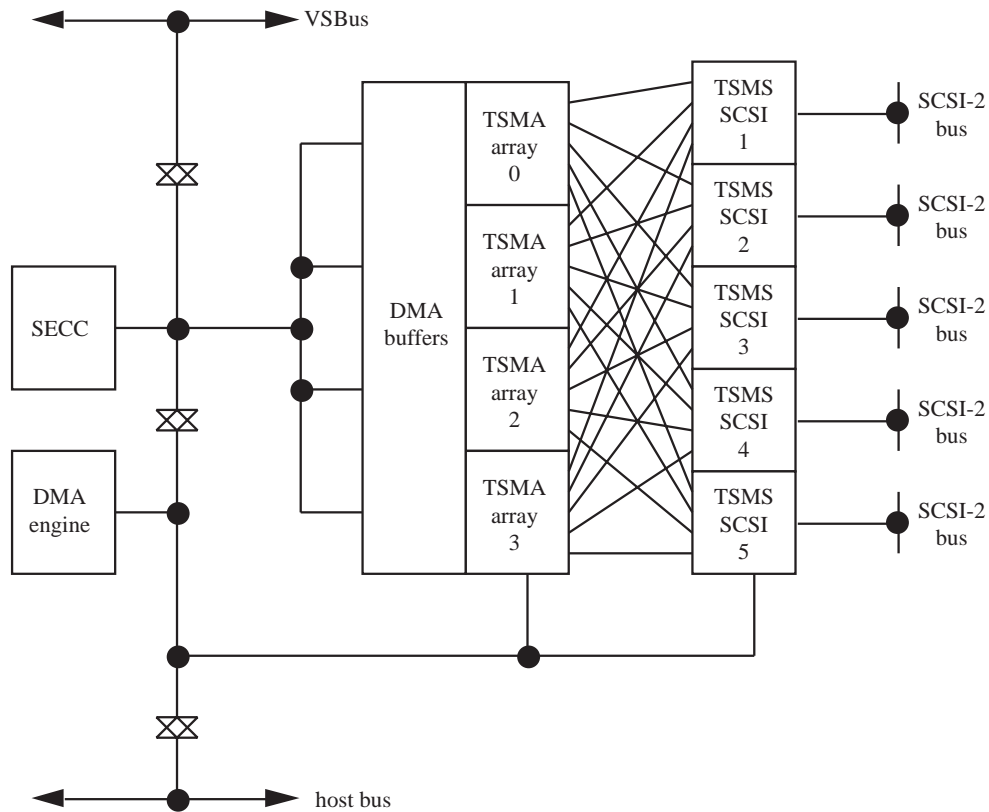 VSBus
TSMA
array
0
TSMA
array
1
TSMA
array
2
TSMA
array
3
DMA
buffers
TSMS
SCSI
1
TSMS
SCSI
2
TSMS
SCSI
3
TSMS
SCSI
4
TSMS
SCSI
5
SCSI-2
bus
SCSI-2
bus
SCSI-2
bus
SCSI-2
bus
SCSI-2
bus
SECC
DMA
engine
host bus